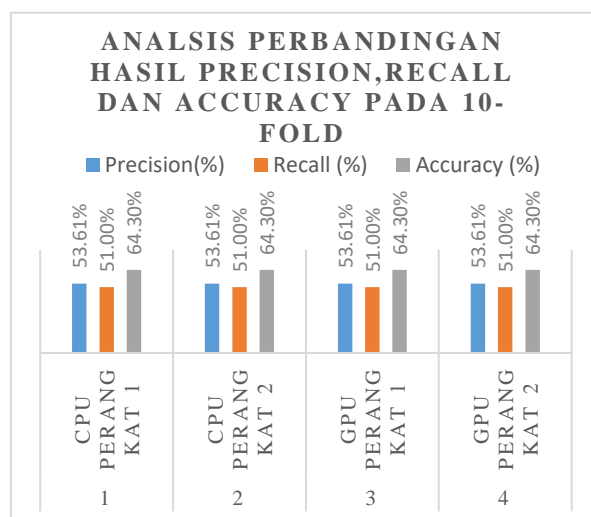 ANALSIS PERBANDINGAN
HASIL PRECISION,RECALL
DAN ACCURACY PADA 10-
FOLD
Precision(%) Recall (%) Accuracy (%)
53.61% 51.00% 64.30% 53.61% 51.00% 64.30% 53.61% 51.00% 64.30% 53.61% 51.00% 64.30%
CPU
PERANG
KAT 1
CPU
PERANG
KAT 2
GPU
PERANG
KAT 1
GPU
PERANG
KAT 2
1 2 3 4